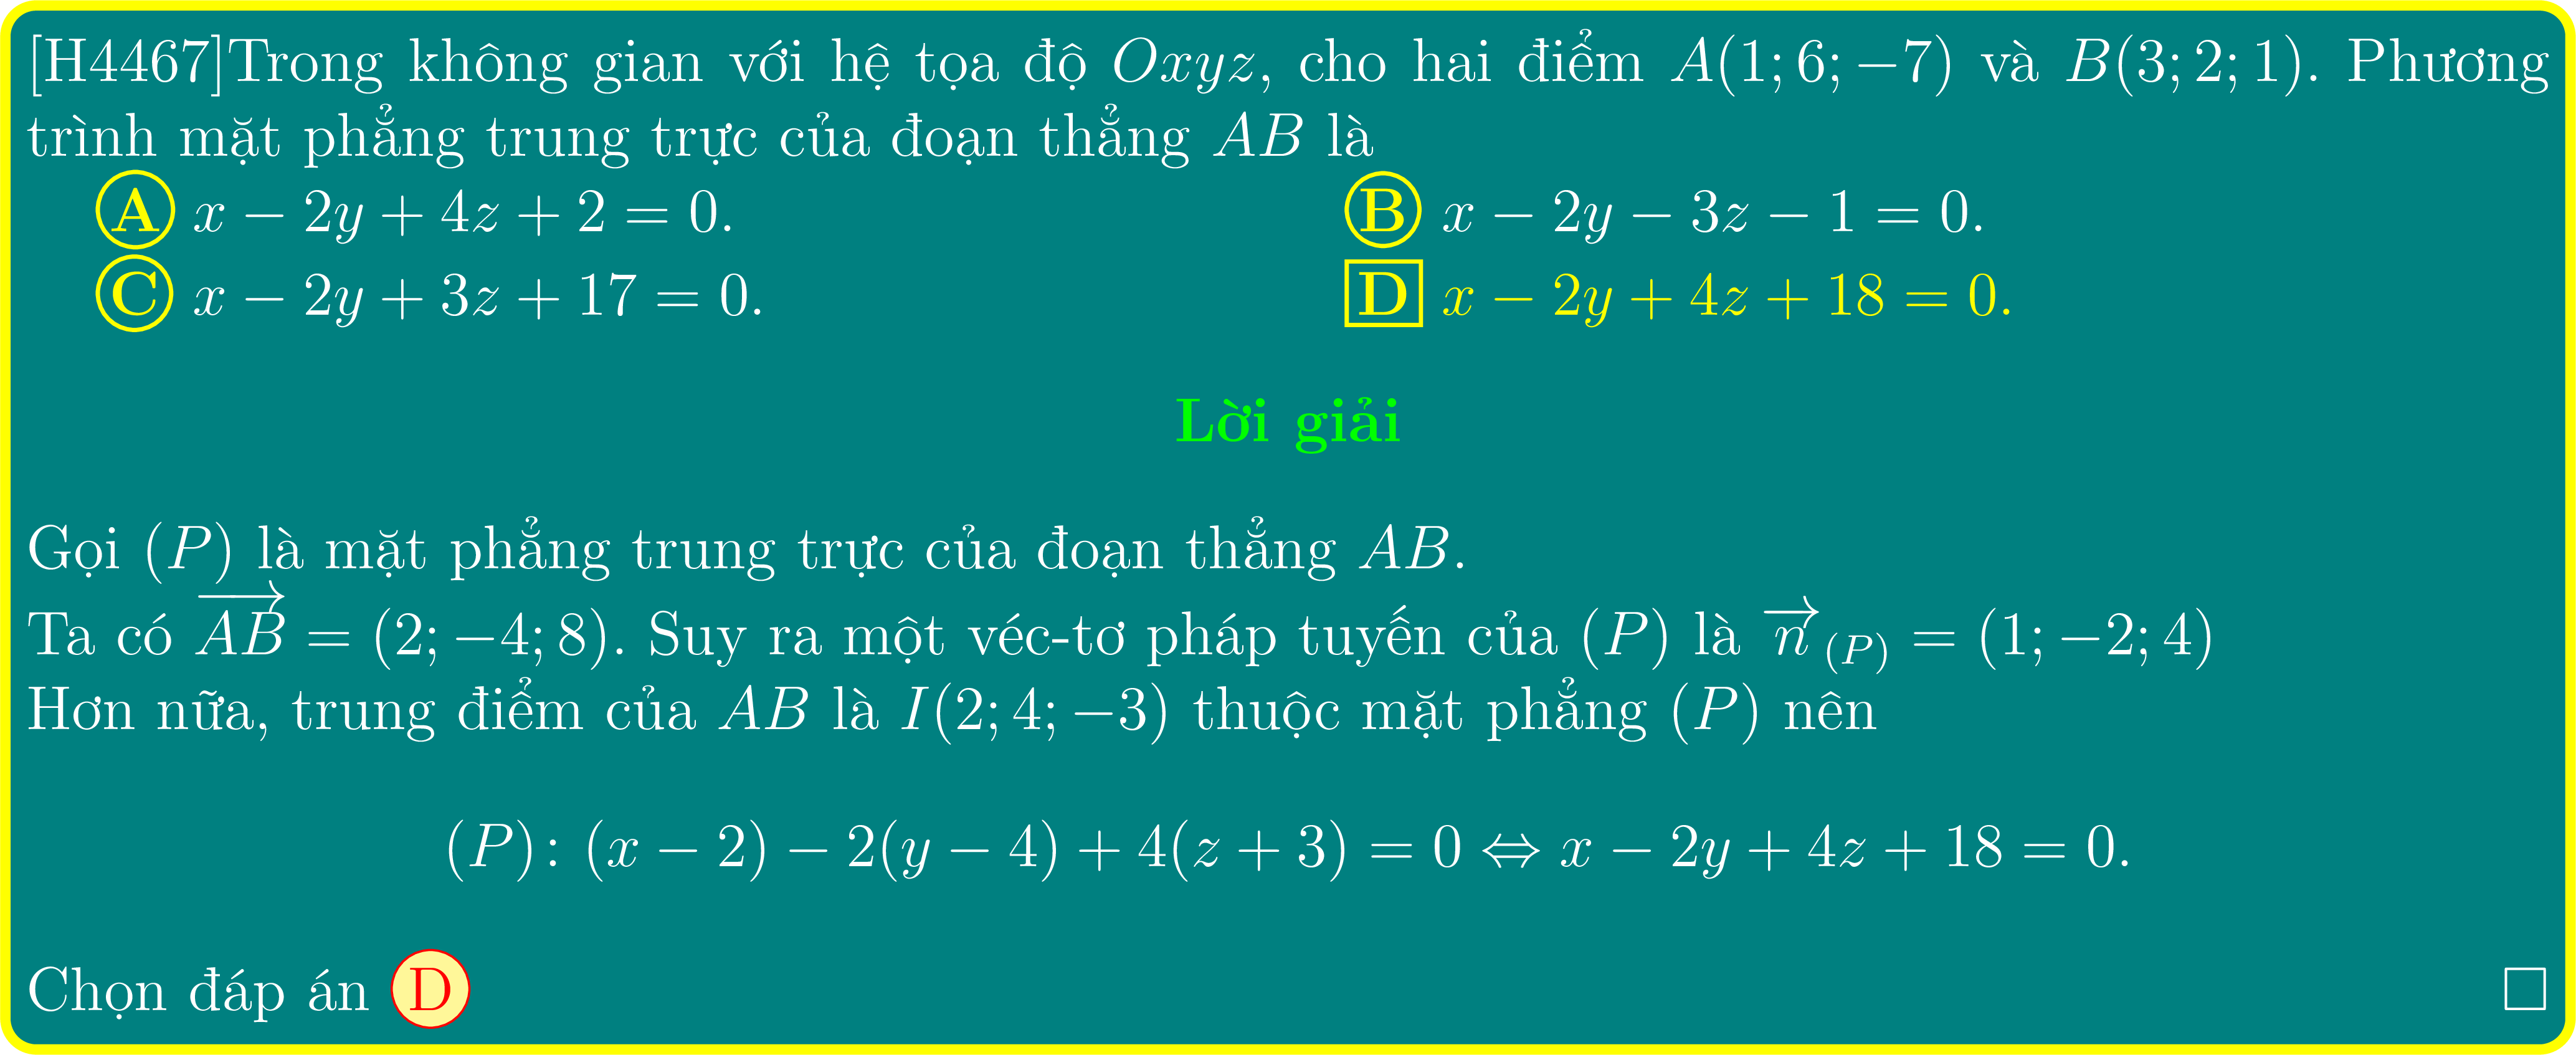 [H4467]Trong không gian với hệ tọa độ Oxyz, cho hai điểm A(1; 6; −7) và B(3; 2; 1). Phương
trình mặt phẳng trung trực của đoạn thẳng AB là
A x − 2y + 4z + 2 = 0. B x − 2y − 3z − 1 = 0.
C x − 2y + 3z + 17 = 0. D x − 2y + 4z + 18 = 0.
Lời giải
Gọi (P) là mặt phẳng trung trực của đoạn thẳng AB.
Ta có \overrightarrow{AB} = (2; −4; 8). Suy ra một véc-tơ pháp tuyến của (P) là \overrightarrow{n}_{(P)} = (1; −2; 4)
Hơn nữa, trung điểm của AB là I(2; 4; −3) thuộc mặt phẳng (P) nên
(P): (x − 2) − 2(y − 4) + 4(z + 3) = 0 ⇔ x − 2y + 4z + 18 = 0.
Chọn đáp án D □